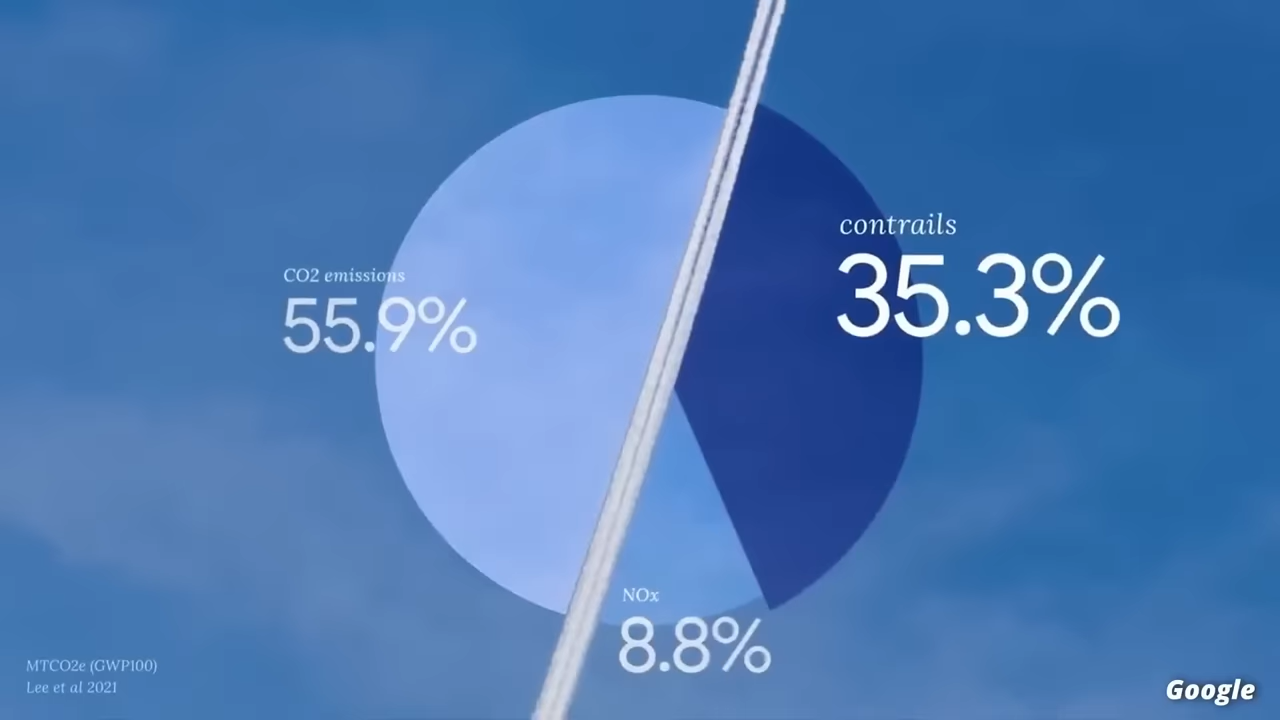 contrails
35.3%
CO2 emissions
55.9%
NOx
8.8%
MTCO2e (GWP100)
Lee et al 2021
Google